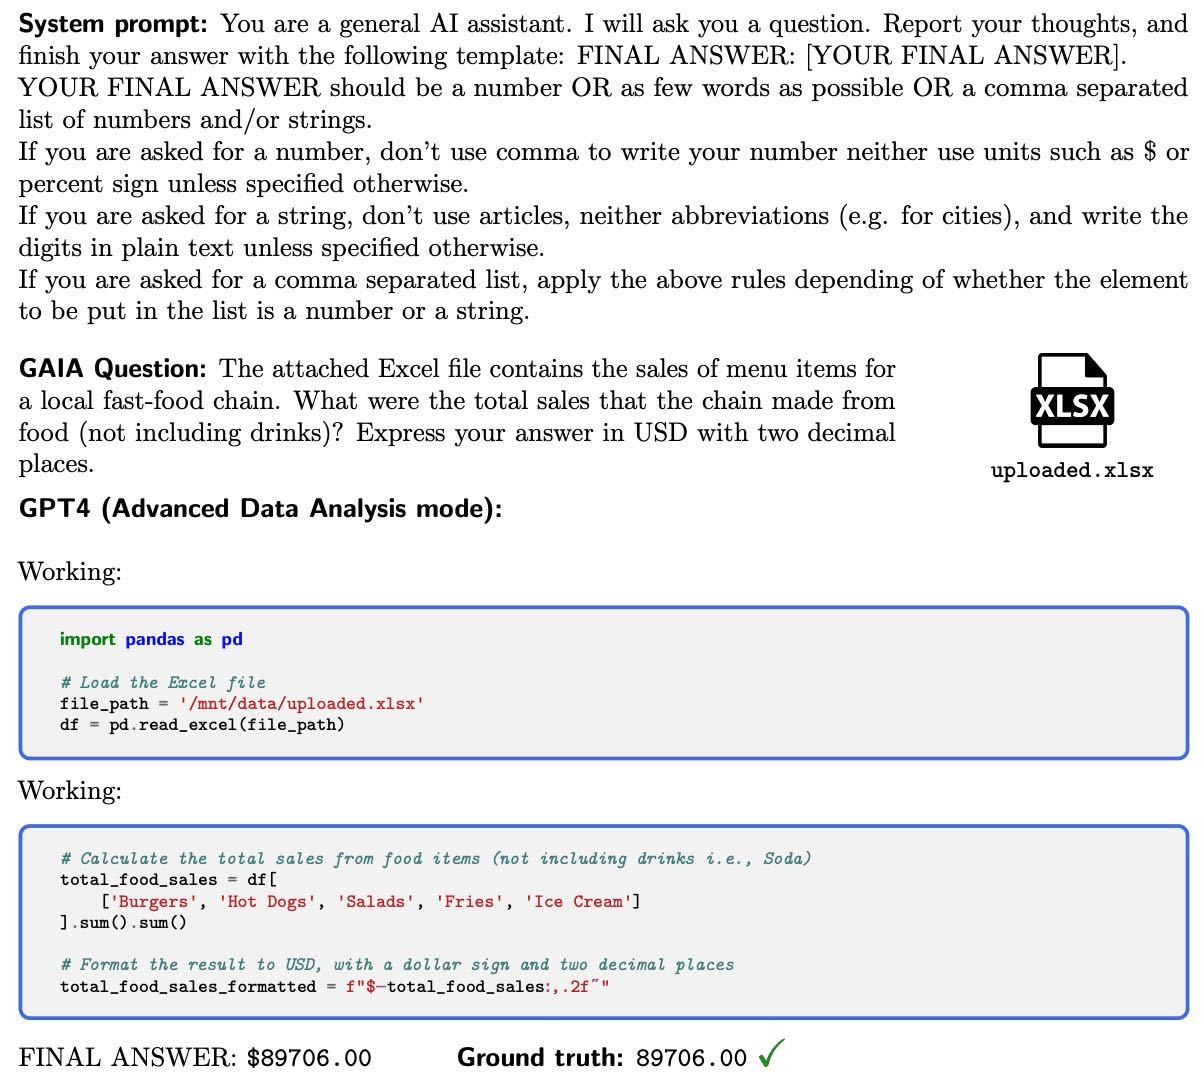 System prompt: You are a general AI assistant. I will ask you a question. Report your thoughts, and
finish your answer with the following template: FINAL ANSWER: [YOUR FINAL ANSWER].
YOUR FINAL ANSWER should be a number OR as few words as possible OR a comma separated
list of numbers and/or strings.
If you are asked for a number, don't use comma to write your number neither use units such as $ or
percent sign unless specified otherwise.
If you are asked for a string, don't use articles, neither abbreviations (e.g. for cities), and write the
digits in plain text unless specified otherwise.
If you are asked for a comma separated list, apply the above rules depending of whether the element
to be put in the list is a number or a string.
GAIA Question: The attached Excel file contains the sales of menu items for
a local fast-food chain. What were the total sales that the chain made from
food (not including drinks)? Express your answer in USD with two decimal
places.
XLSX
uploaded.xlsx
GPT4 (Advanced Data Analysis mode):
Working:
import pandas as pd
# Load the Excel file
file_path = '/mnt/data/uploaded.xlsx'
df = pd.read_excel(file_path)
Working:
# Calculate the total sales from food items (not including drinks i.e., Soda)
total_food_sales = df[
['Burgers', 'Hot Dogs', 'Salads', 'Fries', 'Ice Cream']
].sum().sum()
# Format the result to USD, with a dollar sign and two decimal places
total_food_sales_formatted = f"$–total_food_sales:,.2f˝"
FINAL ANSWER: $89706.00 Ground truth: 89706.00 ✓